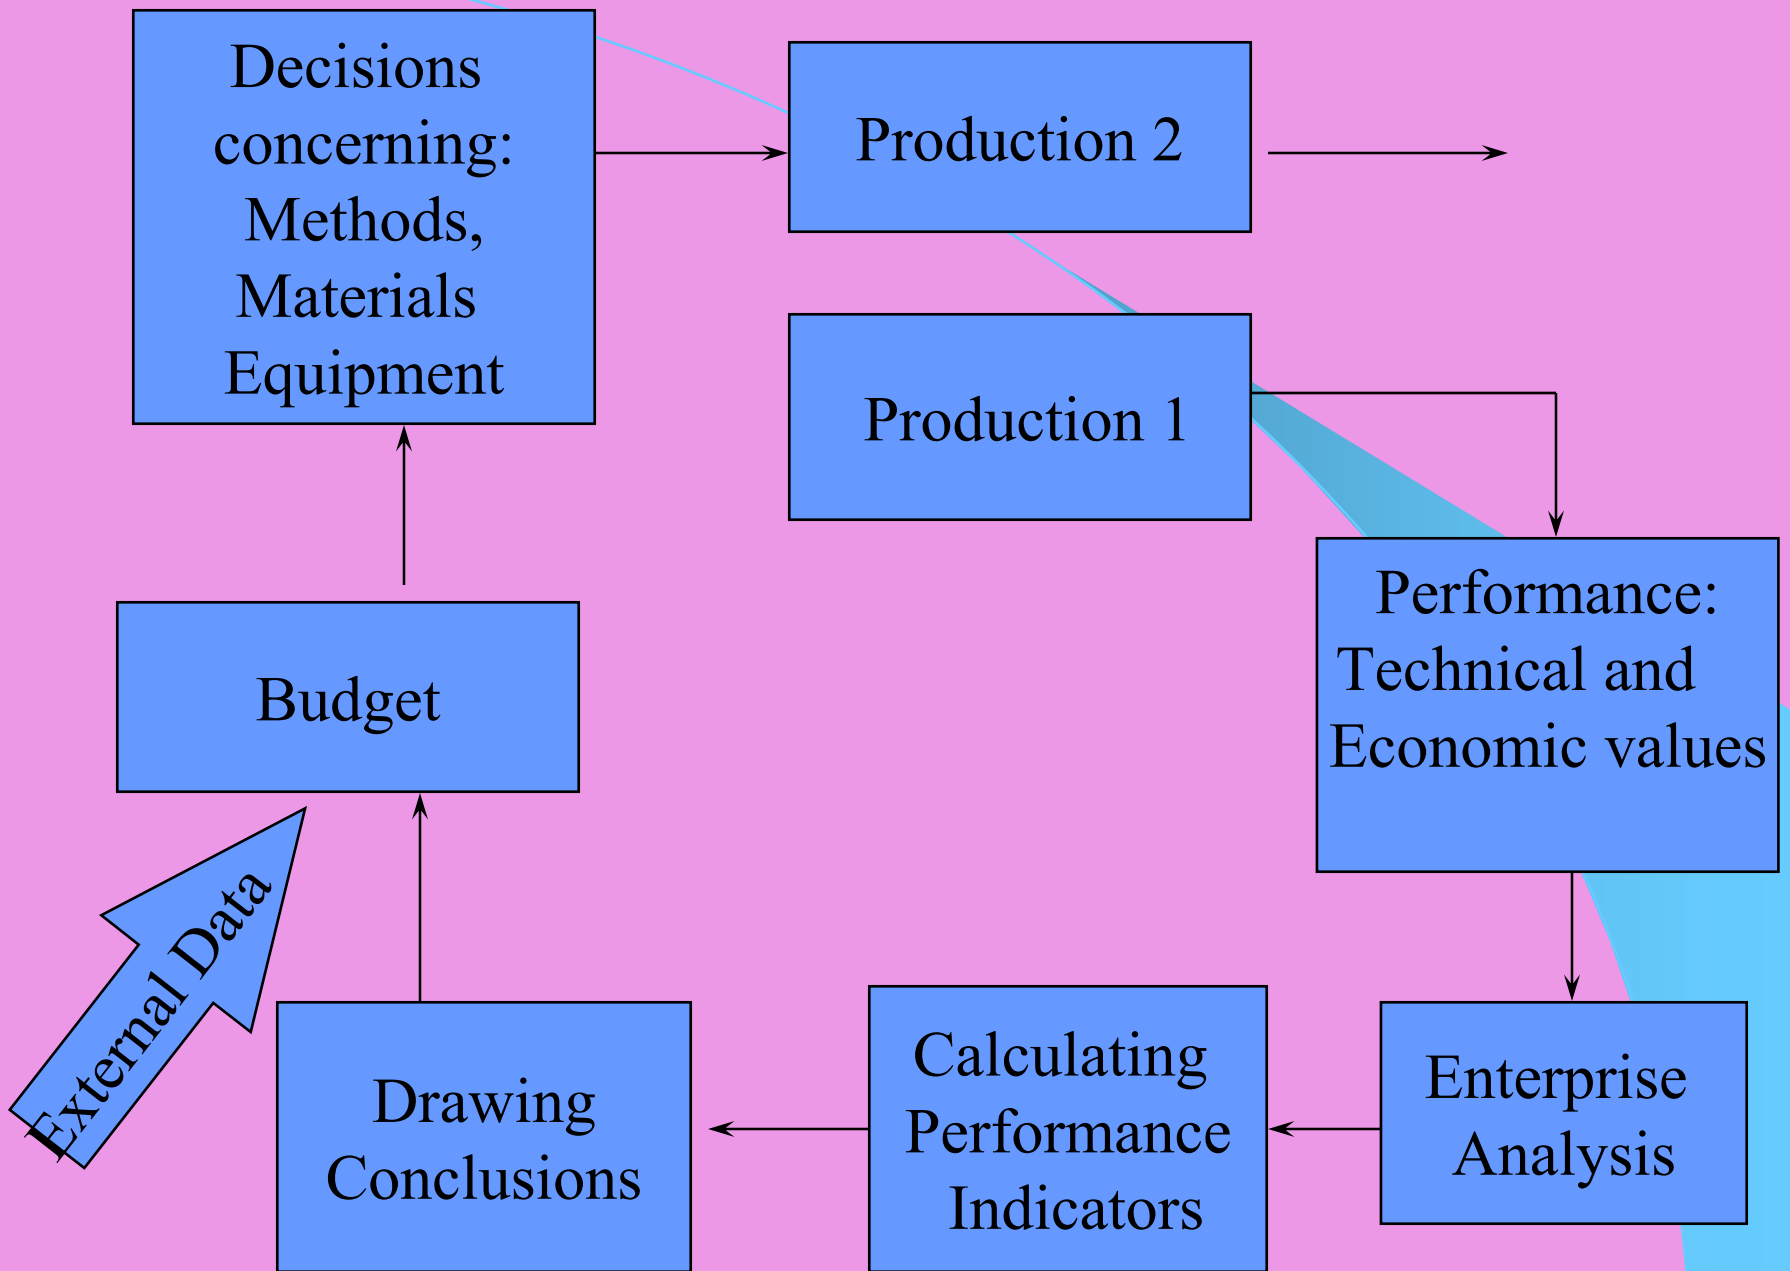 Decisions
concerning:
Methods,
Materials
Equipment
Production 2
Production 1
Performance:
Technical and
Economic values
Budget
External Data
Drawing
Conclusions
Calculating
Performance
Indicators
Enterprise
Analysis